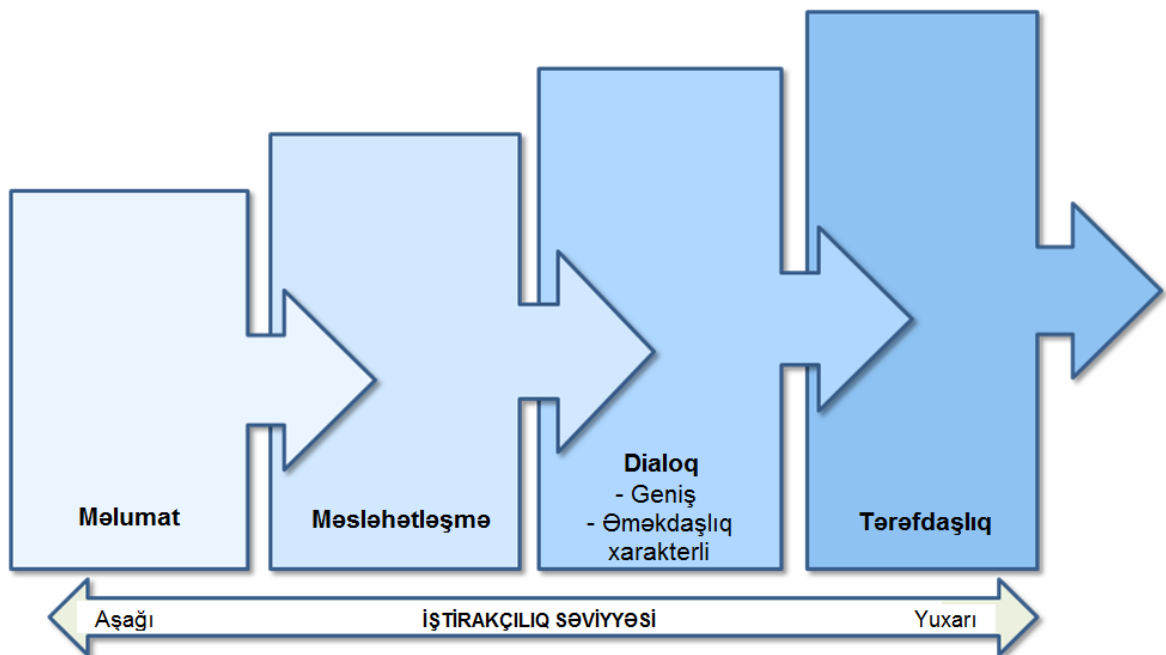 Məlumat
Məsləhətləşmə
Dialoq
- Geniş
- Əməkdaşlıq
xarakterli
Tərəfdaşlıq
Aşağı
İŞTİRAKÇILIQ SƏVİYYƏSİ
Yuxarı